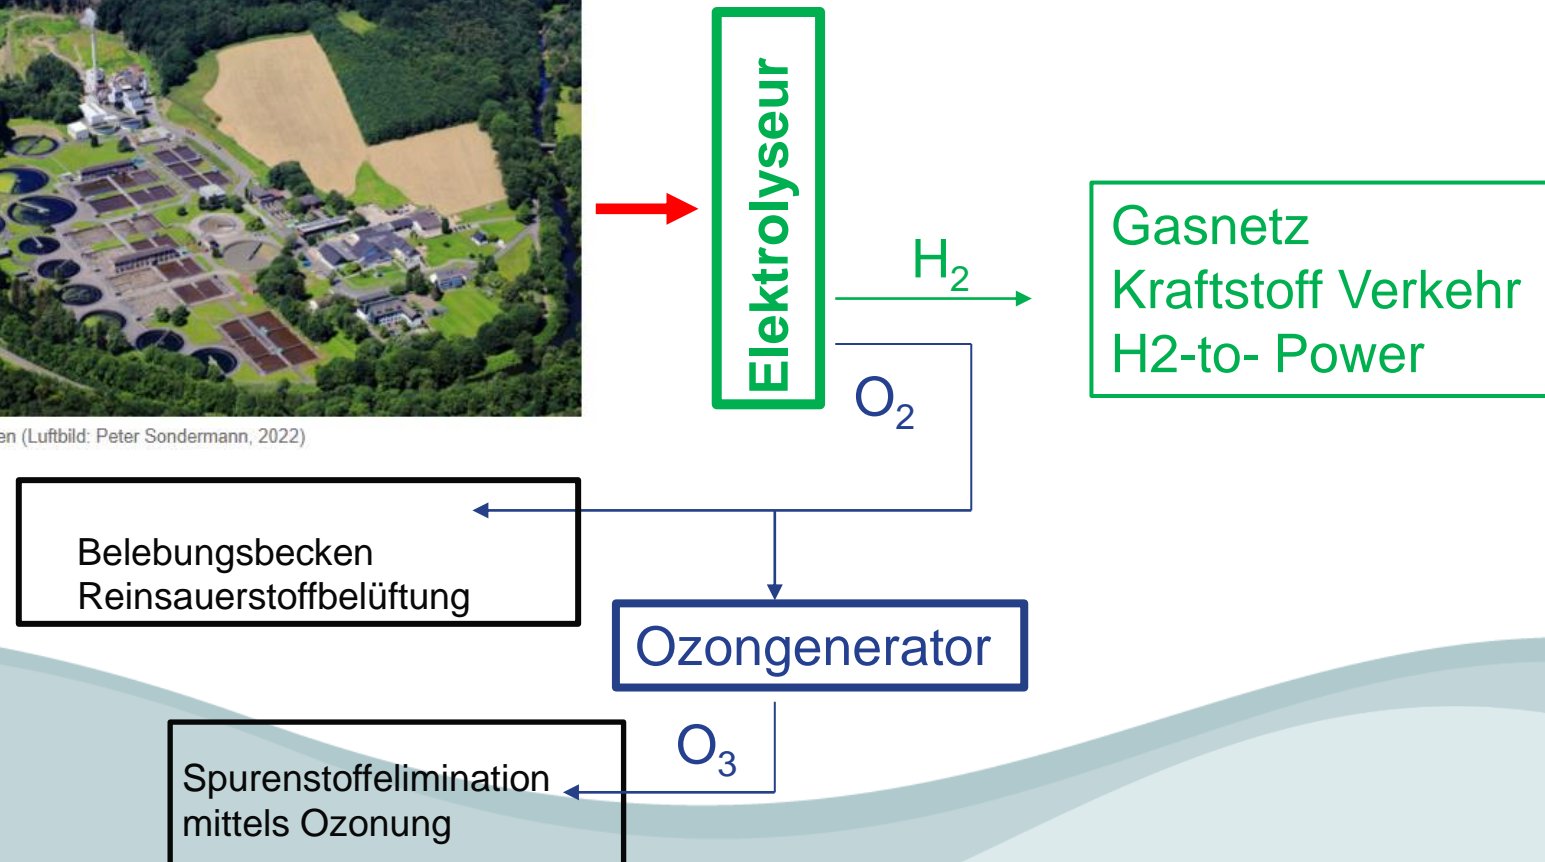 Elektrolyseur
H₂
Gasnetz
Kraftstoff Verkehr
H2-to- Power
O₂
en (Luftbild: Peter Sondermann, 2022)
Belebungsbecken
Reinsauerstoffbelüftung
Ozongenerator
O₃
Spurenstoffelimination
mittels Ozonung